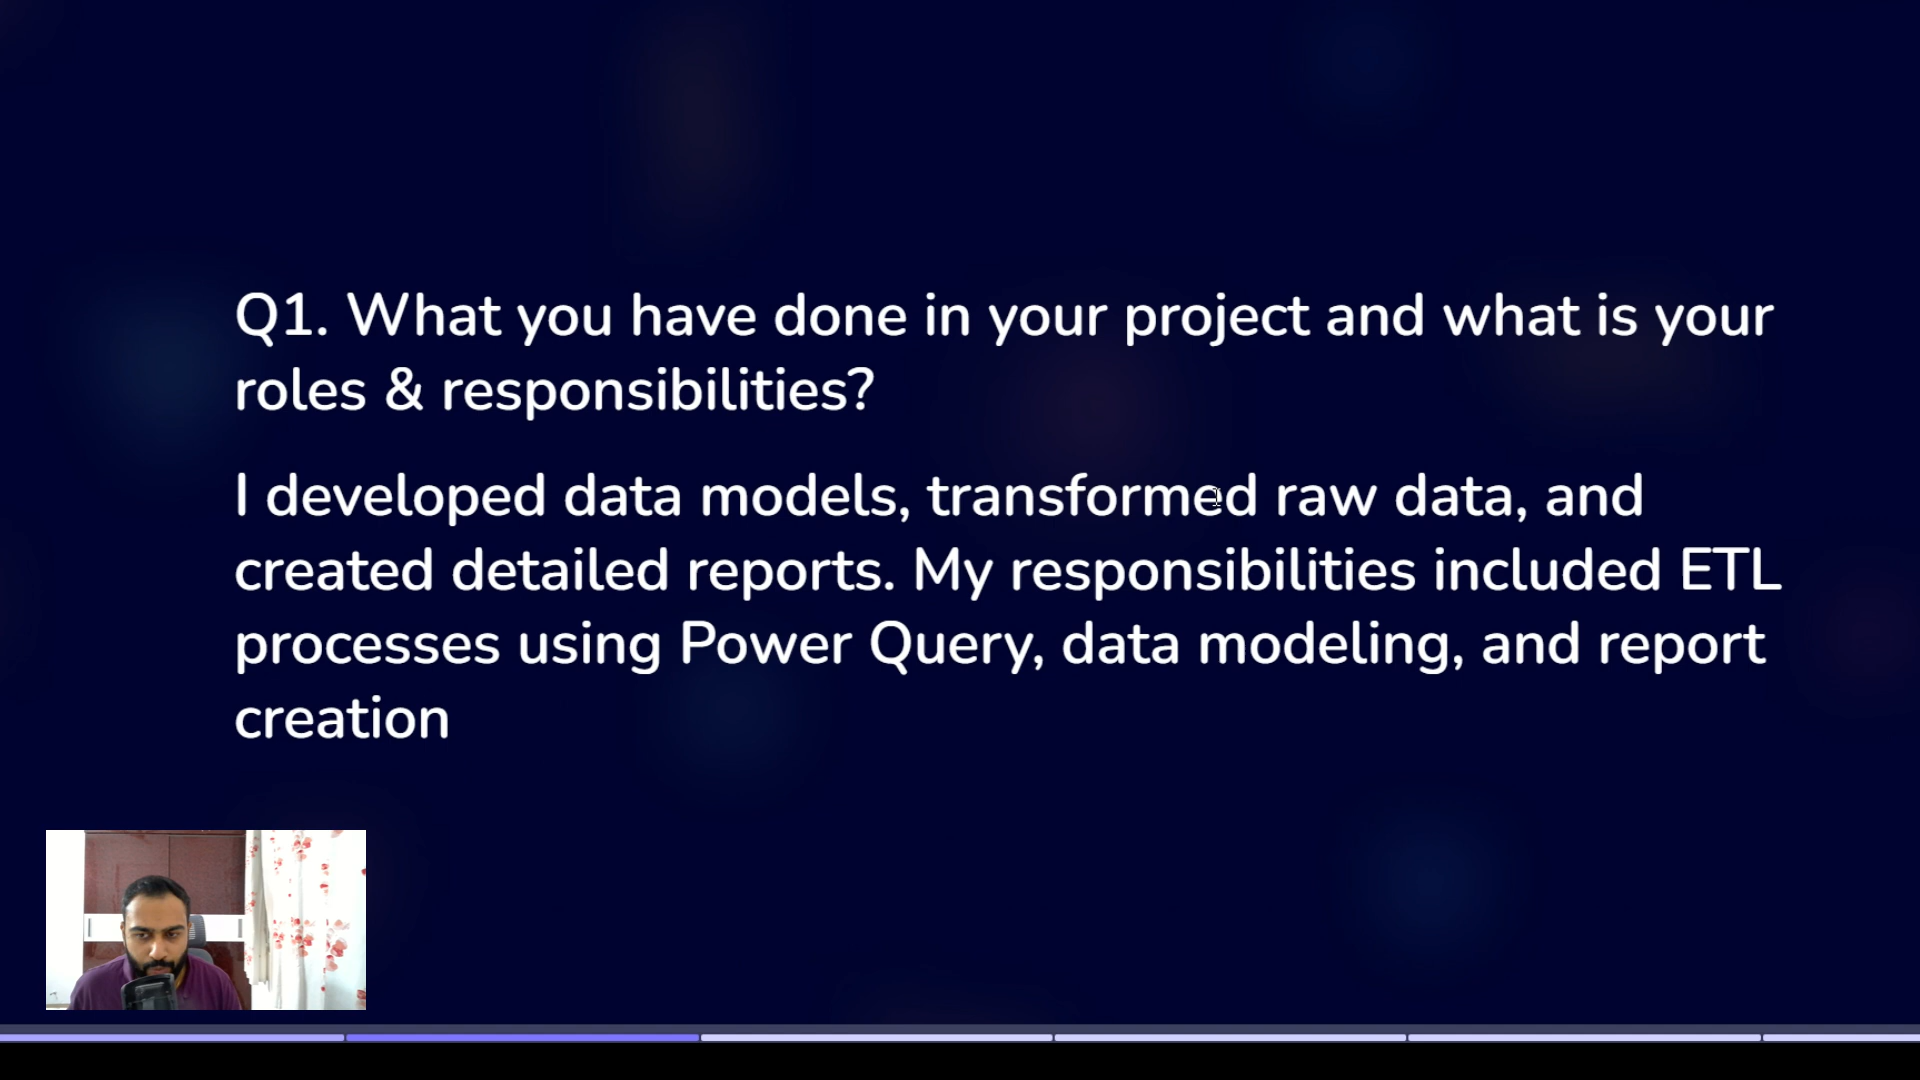 Q1. What you have done in your project and what is your
roles & responsibilities?
I developed data models, transformed raw data, and
created detailed reports. My responsibilities included ETL
processes using Power Query, data modeling, and report
creation